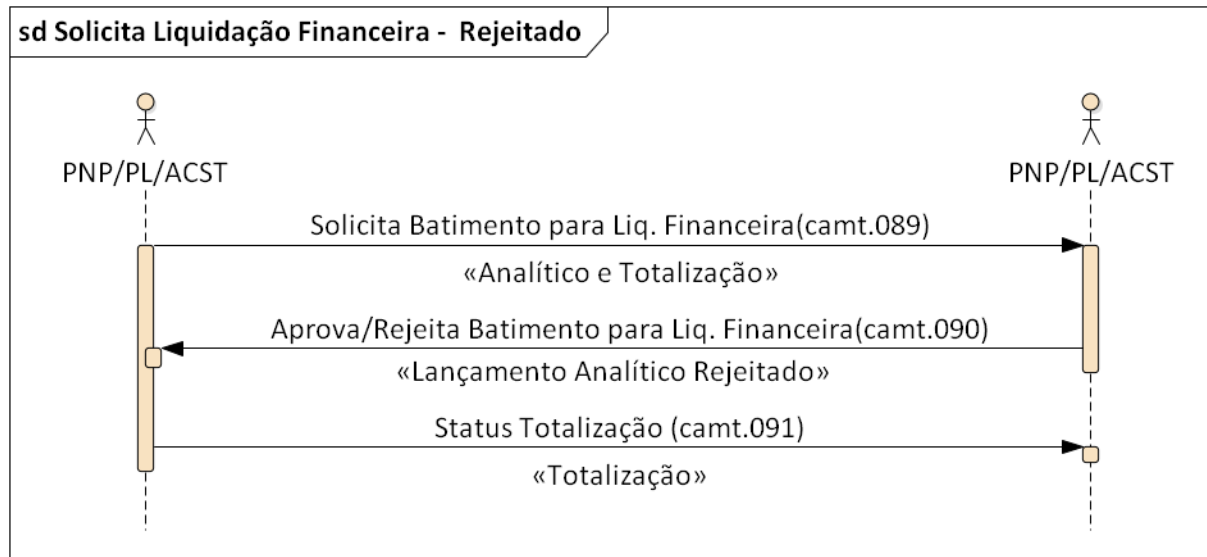 sd Solicita Liquidação Financeira - Rejeitado
PNP/PL/ACST
PNP/PL/ACST
Solicita Batimento para Liq. Financeira(camt.089)
«Analítico e Totalização»
Aprova/Rejeita Batimento para Liq. Financeira(camt.090)
«Lançamento Analítico Rejeitado»
Status Totalização (camt.091)
«Totalização»